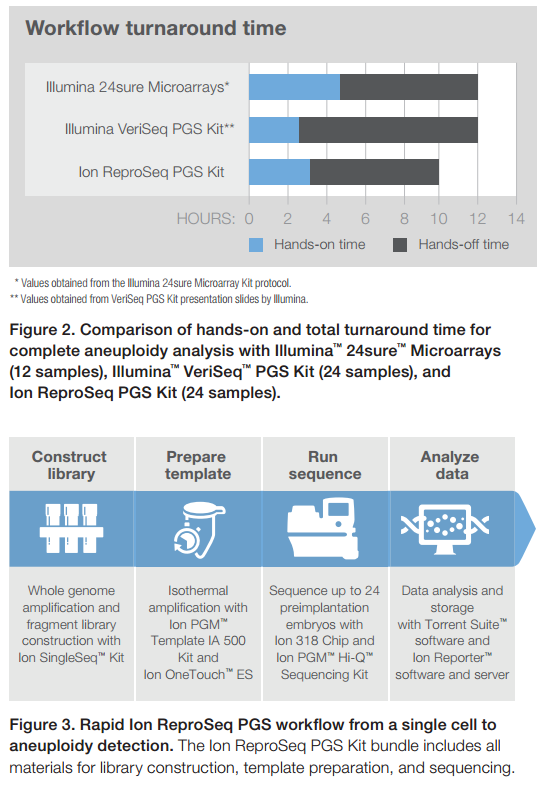 Workflow turnaround time
Illumina 24sure Microarrays*
Illumina VeriSeq PGS Kit**
Ion ReproSeq PGS Kit
HOURS: 0 2 4 6 8 10 12 14
Hands-on time Hands-off time
* Values obtained from the Illumina 24sure Microarray Kit protocol.
** Values obtained from VeriSeq PGS Kit presentation slides by Illumina.
Figure 2. Comparison of hands-on and total turnaround time for
complete aneuploidy analysis with Illumina™ 24sure™ Microarrays
(12 samples), Illumina™ VeriSeq™ PGS Kit (24 samples), and
Ion ReproSeq PGS Kit (24 samples).
Construct
library
Whole genome
amplification and
fragment library
construction with
Ion SingleSeq™ Kit
Prepare
template
Isothermal
amplification with
Ion PGM™
Template IA 500
Kit and
Ion OneTouch™ ES
Run
sequence
Sequence up to 24
preimplantation
embryos with
Ion 318 Chip and
Ion PGM™ Hi-Q™
Sequencing Kit
Analyze
data
Data analysis and
storage
with Torrent Suite™
software and
Ion Reporter™
software and server
Figure 3. Rapid Ion ReproSeq PGS workflow from a single cell to
aneuploidy detection. The Ion ReproSeq PGS Kit bundle includes all
materials for library construction, template preparation, and sequencing.